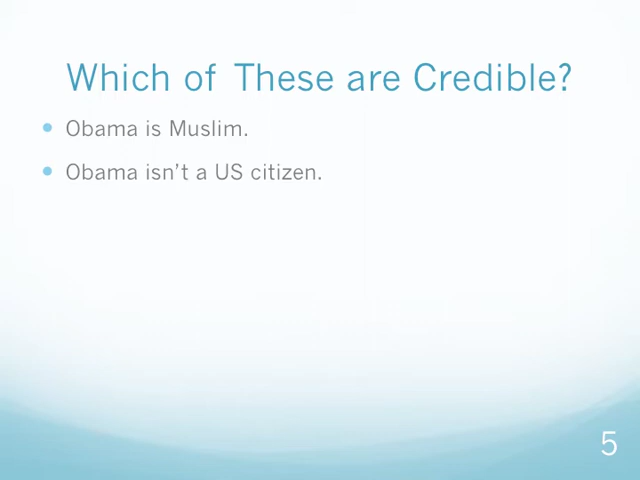 Which of These are Credible?
• Obama is Muslim.
• Obama isn’t a US citizen.
5